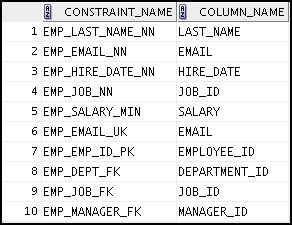 CONSTRAINT_NAME COLUMN_NAME
1 EMP_LAST_NAME_NN LAST_NAME
2 EMP_EMAIL_NN EMAIL
3 EMP_HIRE_DATE_NN HIRE_DATE
4 EMP_JOB_NN JOB_ID
5 EMP_SALARY_MIN SALARY
6 EMP_EMAIL_UK EMAIL
7 EMP_EMP_ID_PK EMPLOYEE_ID
8 EMP_DEPT_FK DEPARTMENT_ID
9 EMP_JOB_FK JOB_ID
10 EMP_MANAGER_FK MANAGER_ID